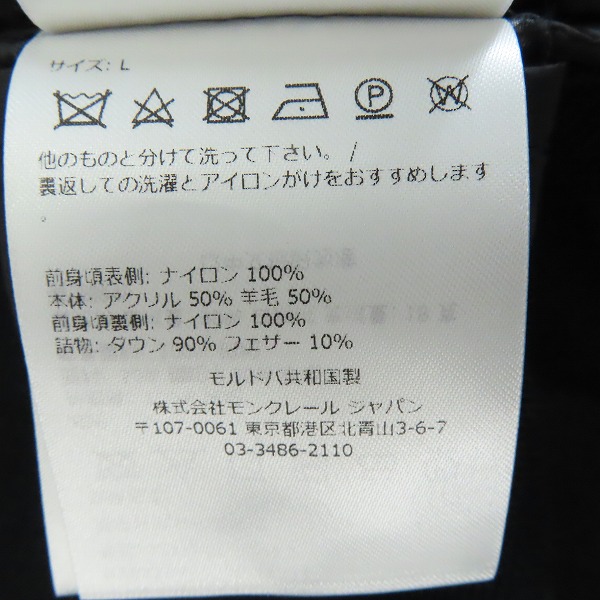 サイズ: L
P W
他のものと分けて洗って下さい。 /
裏返しての洗濯とアイロンがけをおすすめします
。
前身頃表側: ナイロン 100%
本体: アクリル 50% 羊毛 50%
前身頃裏側: ナイロン 100%
詰物: ダウン 90% フェザー 10%
モルドバ共和国製
株式会社モンクレール ジャパン
〒107-0061 東京都港区北青山3-6-7
03-3486-2110